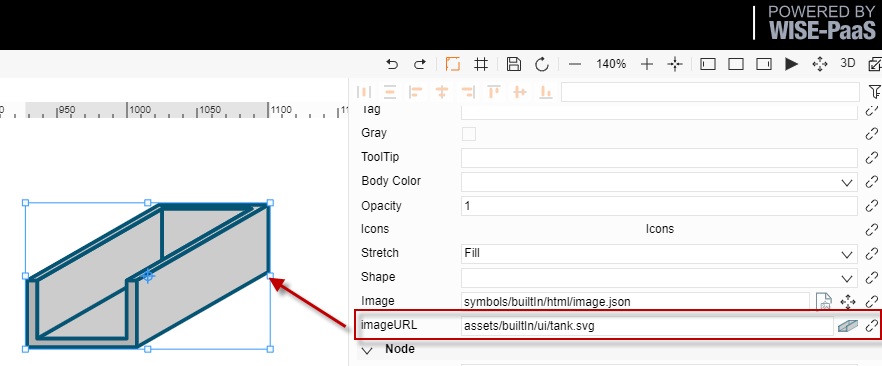 POWERED BY
WISE-PaaS
140%
3D
950
1000
1050
1100
Tag
Gray
ToolTip
Body Color
Opacity 1
Icons Icons
Stretch Fill
Shape
Image symbols/builtIn/html/image.json
imageURL assets/builtIn/ui/tank.svg
Node